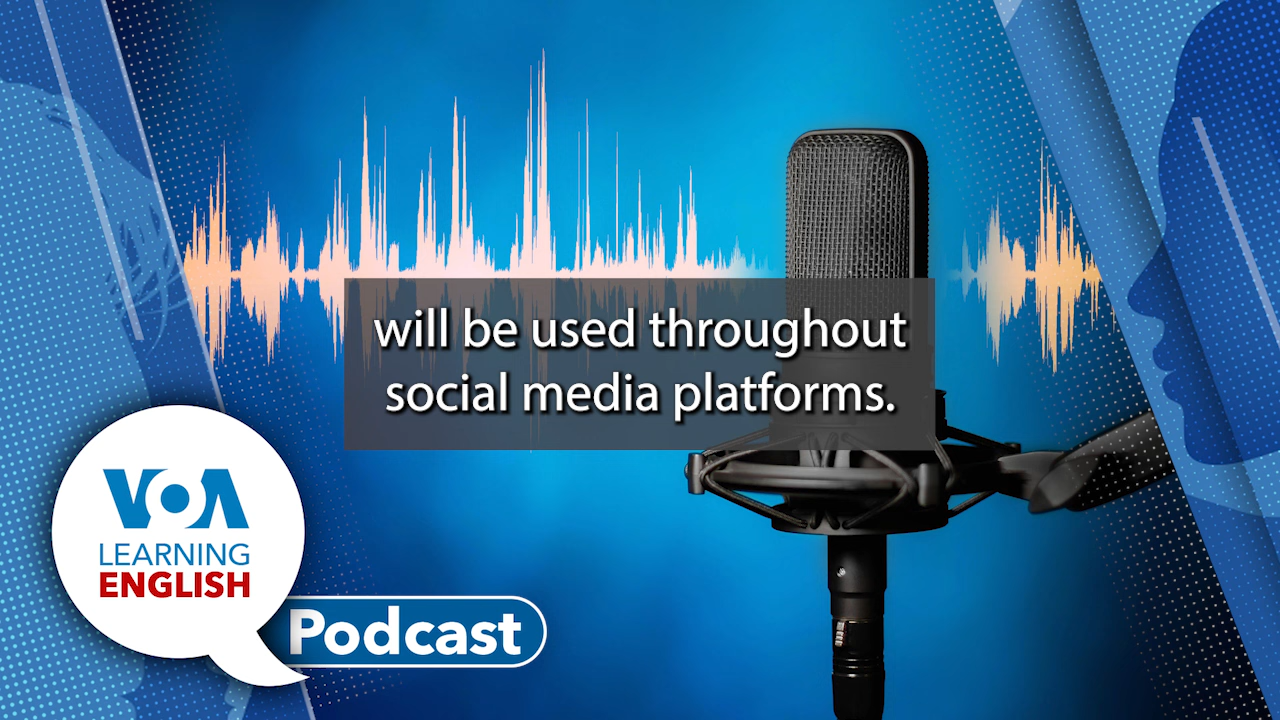 will be used throughout
social media platforms.
VOA
LEARNING
ENGLISH
Podcast